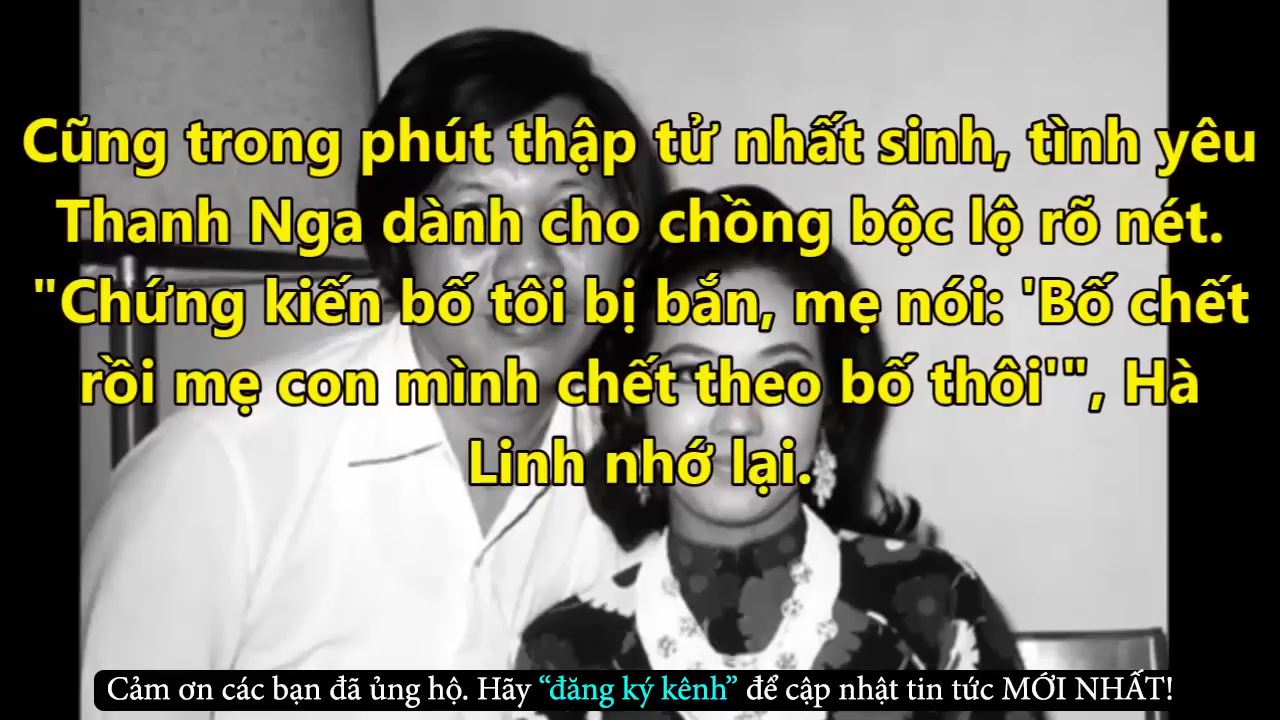 Cũng trong phút thập tử nhất sinh, tình yêu
Thanh Nga dành cho chồng bộc lộ rõ nét.
"Chứng kiến bố tôi bị bắn, mẹ nói: 'Bố chết
rồi mẹ con mình chết theo bố thôi'", Hà
Linh nhớ lại.
Cảm ơn các bạn đã ủng hộ. Hãy “đăng ký kênh” để cập nhật tin tức MỚI NHẤT!